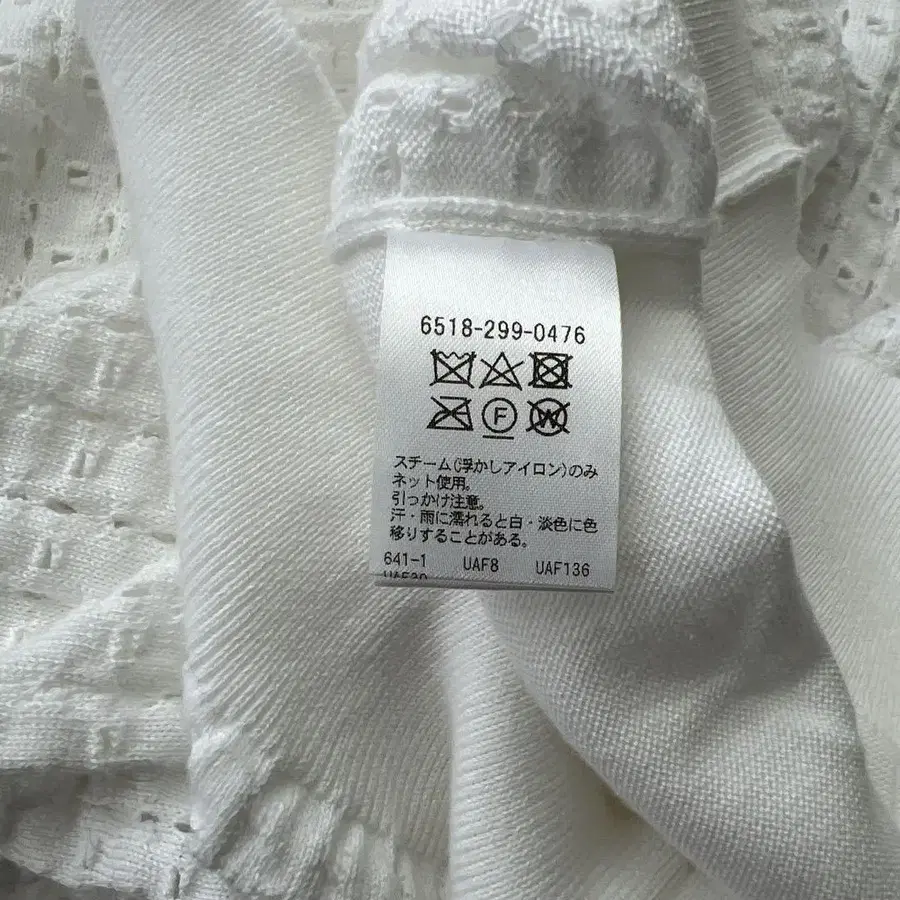 6518-299-0476
F W
スチーム(浮かしアイロン)のみ
ネット使用。
引っかけ注意。
汗・雨に濡れると白・淡色に色
移りすることがある。
641-1 UAF8 UAF136